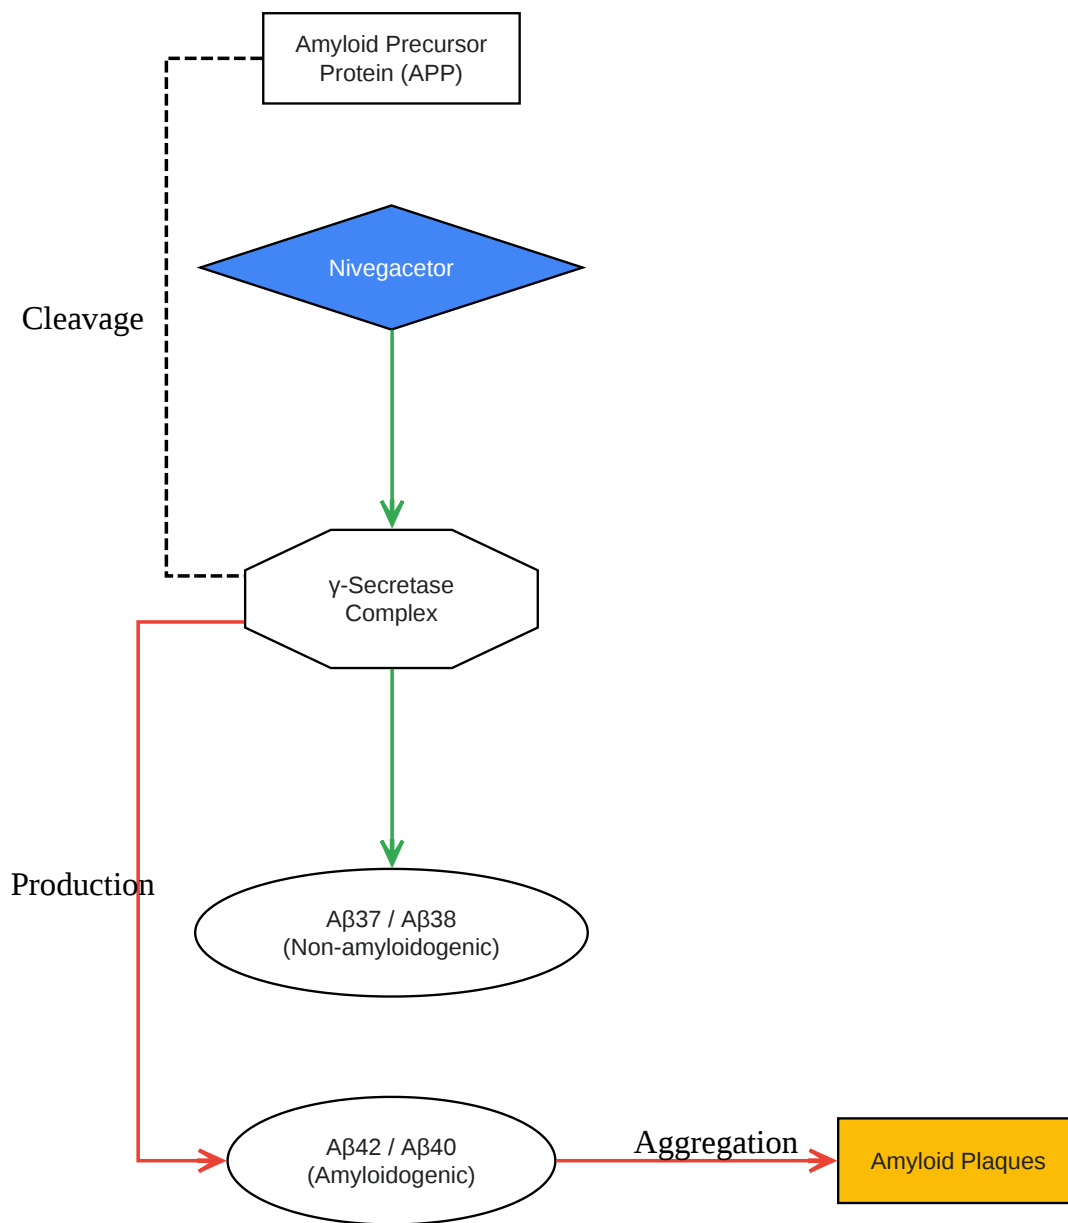 Amyloid Precursor
Protein (APP)
Nivegacetor
Cleavage
γ-Secretase
Complex
Production
Aβ37 / Aβ38
(Non-amyloidogenic)
Aβ42 / Aβ40
(Amyloidogenic)
Aggregation
Amyloid Plaques